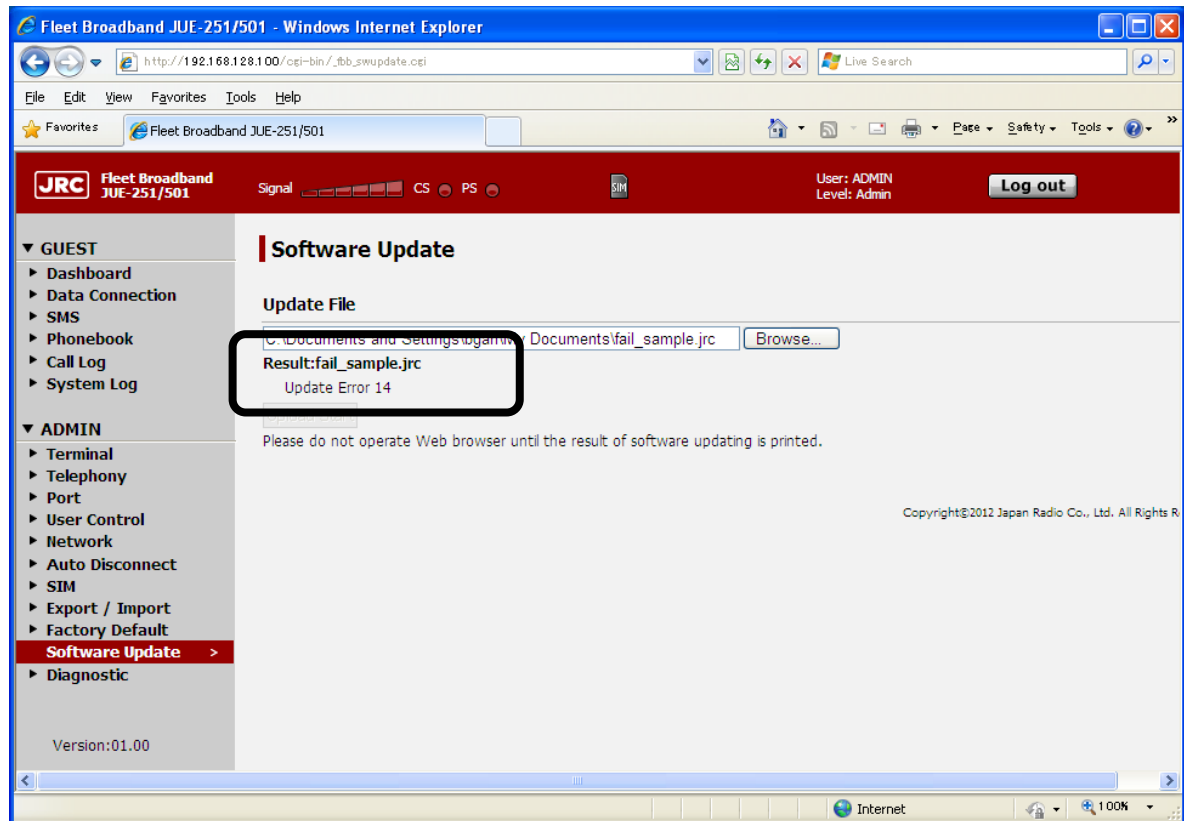 Fleet Broadband JUE-251/501 - Windows Internet Explorer
http://192.168.128.100/cgi-bin/_fbb_swupdate.cgi
Live Search
File Edit View Favorites Tools Help
Favorites
Fleet Broadband JUE-251/501
Page Safety Tools
JRC Fleet Broadband
JUE-251/501
Signal CS PS
SIM
User: ADMIN
Level: Admin
Log out
▼ GUEST
Dashboard
Data Connection
SMS
Phonebook
Call Log
System Log
▼ ADMIN
Terminal
Telephony
Port
User Control
Network
Auto Disconnect
SIM
Export / Import
Factory Default
Software Update >
Diagnostic
Version:01.00
Software Update
Update File
C:\Documents and Settings\bgan\My Documents\fail_sample.jrc Browse...
Result:fail_sample.jrc
Update Error 14
Please do not operate Web browser until the result of software updating is printed.
Copyright©2012 Japan Radio Co., Ltd. All Rights R
Internet
100%